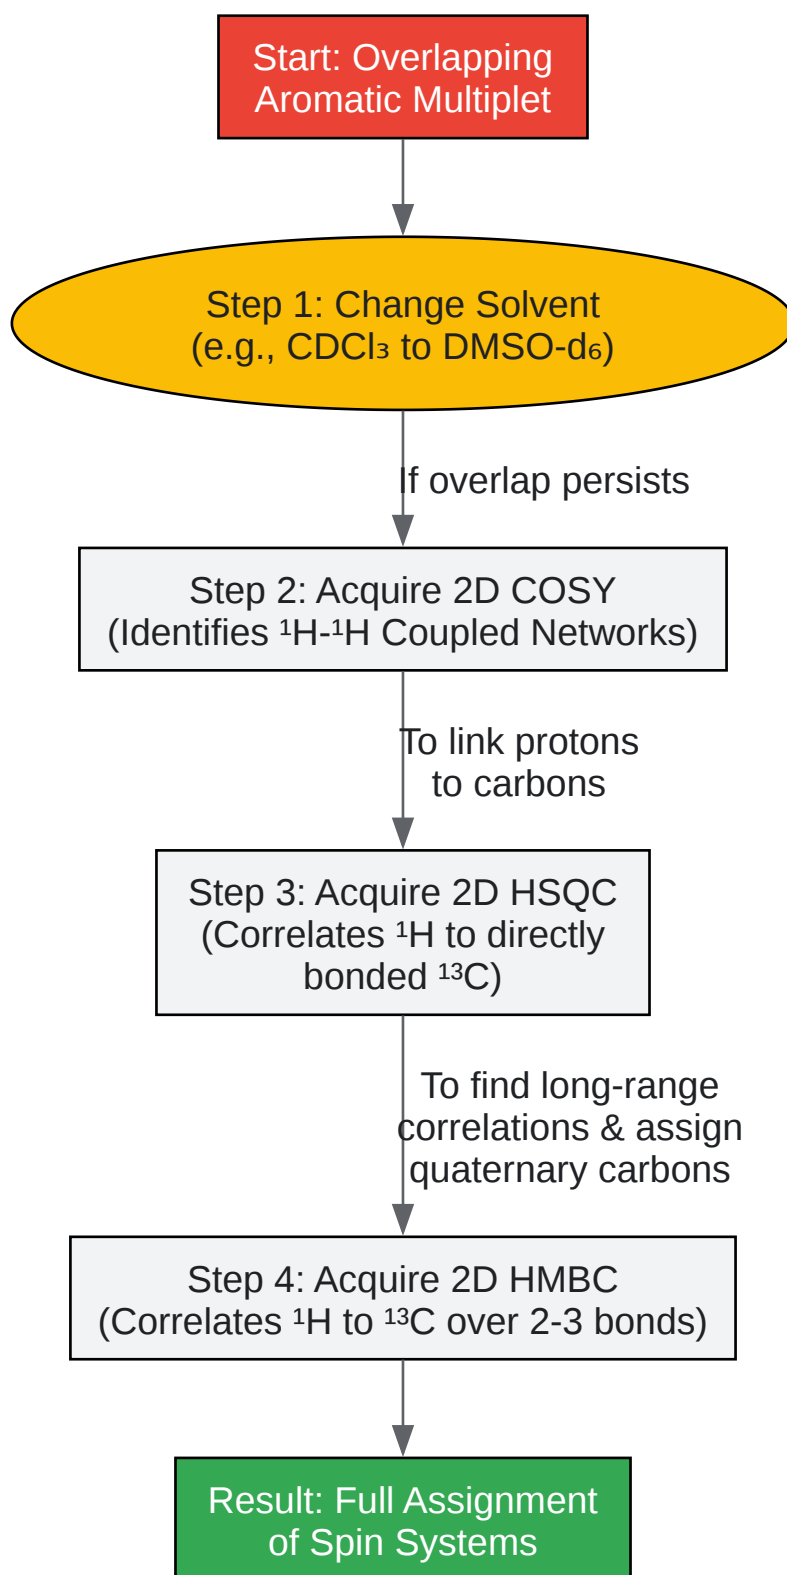 Start: Overlapping
Aromatic Multiplet
Step 1: Change Solvent
(e.g., CDCl₃ to DMSO-d₆)
If overlap persists
Step 2: Acquire 2D COSY
(Identifies ¹H-¹H Coupled Networks)
To link protons
to carbons
Step 3: Acquire 2D HSQC
(Correlates ¹H to directly
bonded ¹³C)
To find long-range
correlations & assign
quaternary carbons
Step 4: Acquire 2D HMBC
(Correlates ¹H to ¹³C over 2-3 bonds)
Result: Full Assignment
of Spin Systems